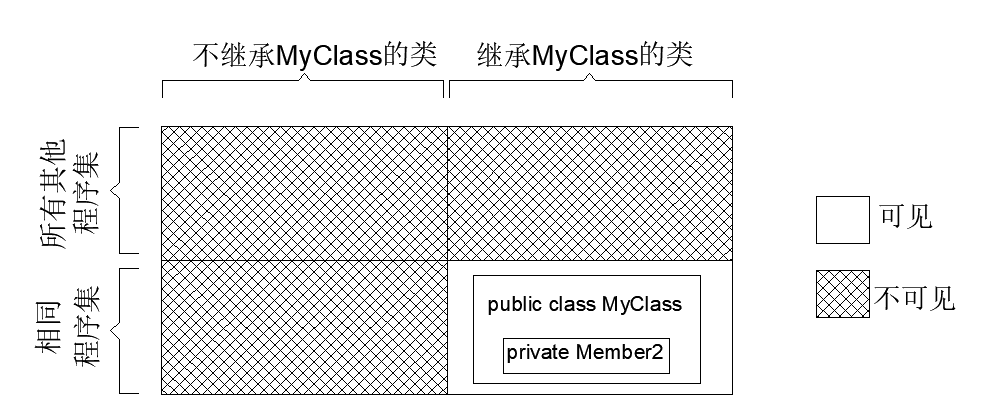 不继承MyClass的类
继承MyClass的类
所有其他
程序集
相同
程序集
public class MyClass
private Member2
可见
不可见